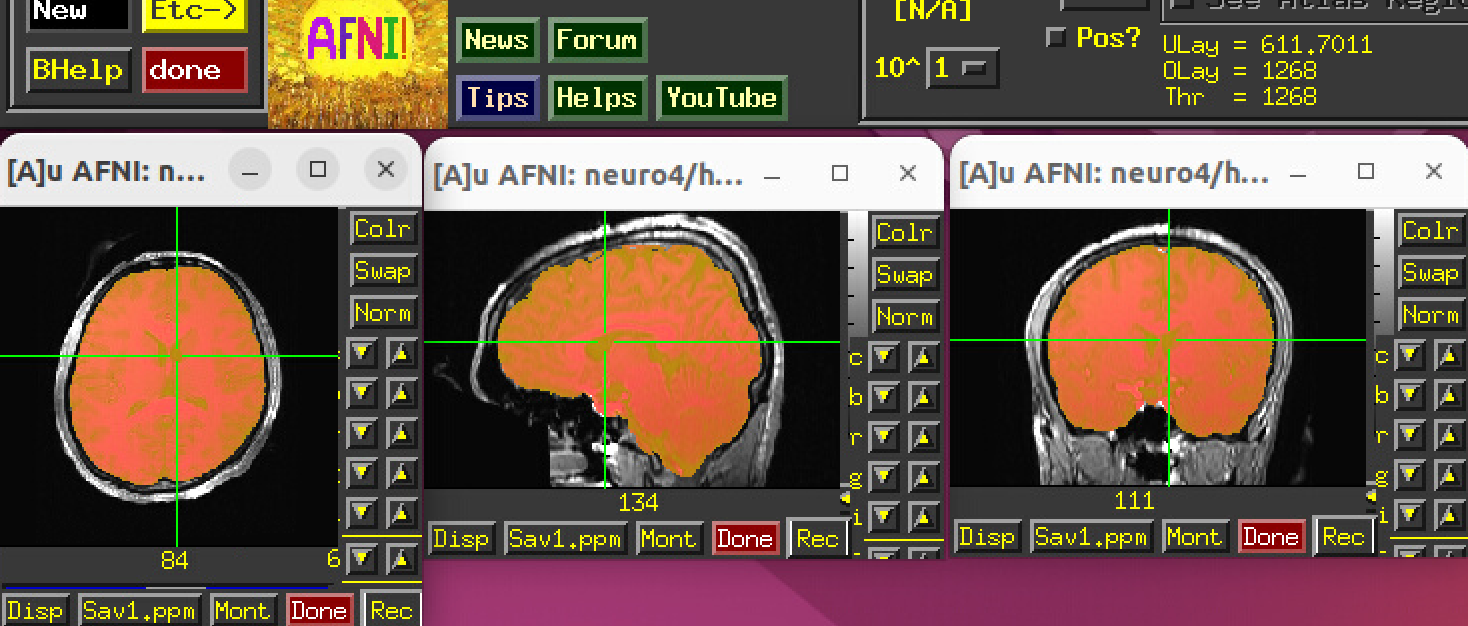 New Etc->
BHelp done
AFNI!
News Forum
Tips Helps YouTube
[N/A]
10^ 1
See Atlas Regi
Pos?
ULay = 611.7011
OLay = 1268
Thr = 1268
[A]u AFNI: n...
Colr
Swap
Norm
84 6
Disp Sav1.ppm Mont Done Rec
[A]u AFNI: neuro4/h...
Colr
Swap
Norm
c
b
r
g
i
134
Disp Sav1.ppm Mont Done Rec
[A]u AFNI: neuro4/h...
Colr
Swap
Norm
c
b
r
g
i
111
Disp Sav1.ppm Mont Done Rec